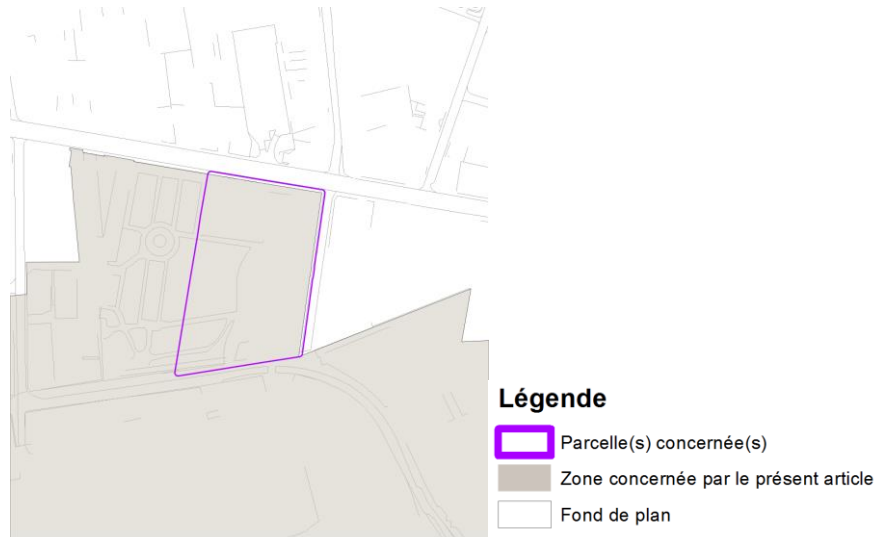 Légende
Parcelle(s) concernée(s)
Zone concernée par le présent article
Fond de plan